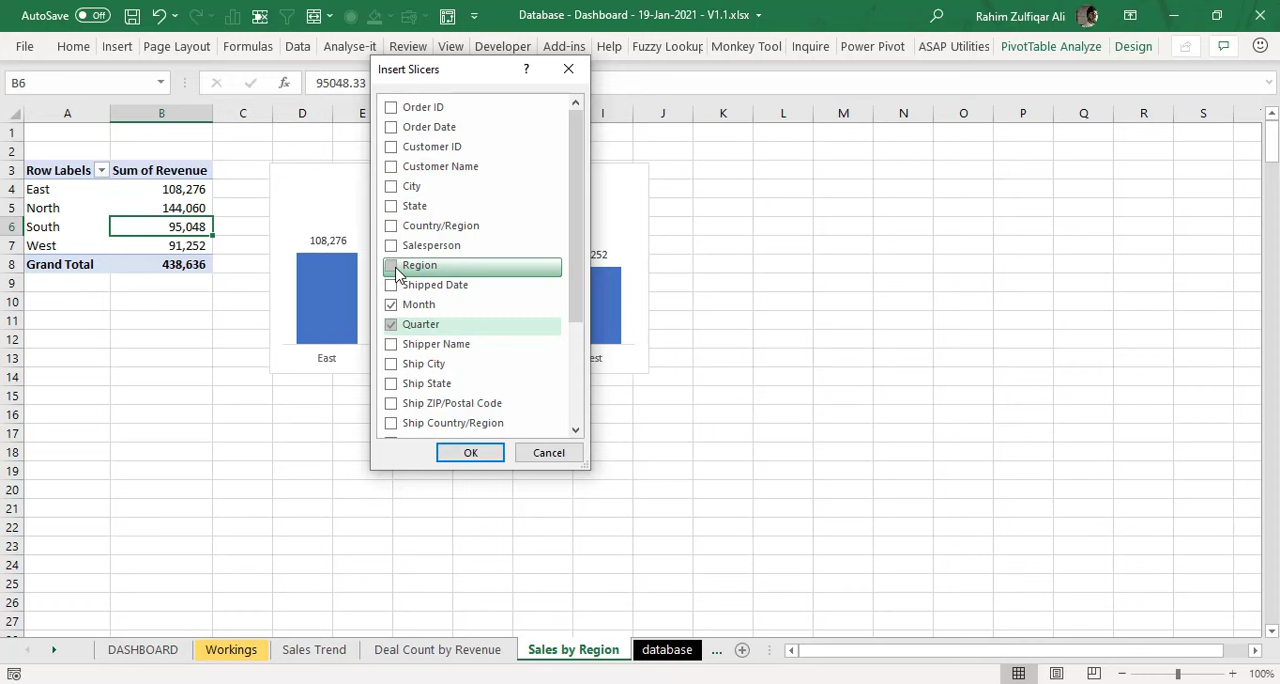 AutoSave Off Database - Dashboard - 19-Jan-2021 - V1.1.xlsx Rahim Zulfiqar Ali
File Home Insert Page Layout Formulas Data Analyse-it Review View Developer Add-ins Help Fuzzy Lookup Monkey Tool Inquire Power Pivot ASAP Utilities PivotTable Analyze Design
B6 fx 95048.33
Insert Slicers ?
A B C D E I J K L M N O P Q R S
1
2
3 Row Labels Sum of Revenue
4 East 108,276
5 North 144,060
6 South 95,048
7 West 91,252
8 Grand Total 438,636
9
10
11
12
13
14
15
16
17
18
19
20
21
22
23
24
25
26
27
108,276
252
East
est
Order ID
Order Date
Customer ID
Customer Name
City
State
Country/Region
Salesperson
Region
Shipped Date
Month
Quarter
Shipper Name
Ship City
Ship State
Ship ZIP/Postal Code
Ship Country/Region
OK Cancel
DASHBOARD Workings Sales Trend Deal Count by Revenue Sales by Region database ...
100%